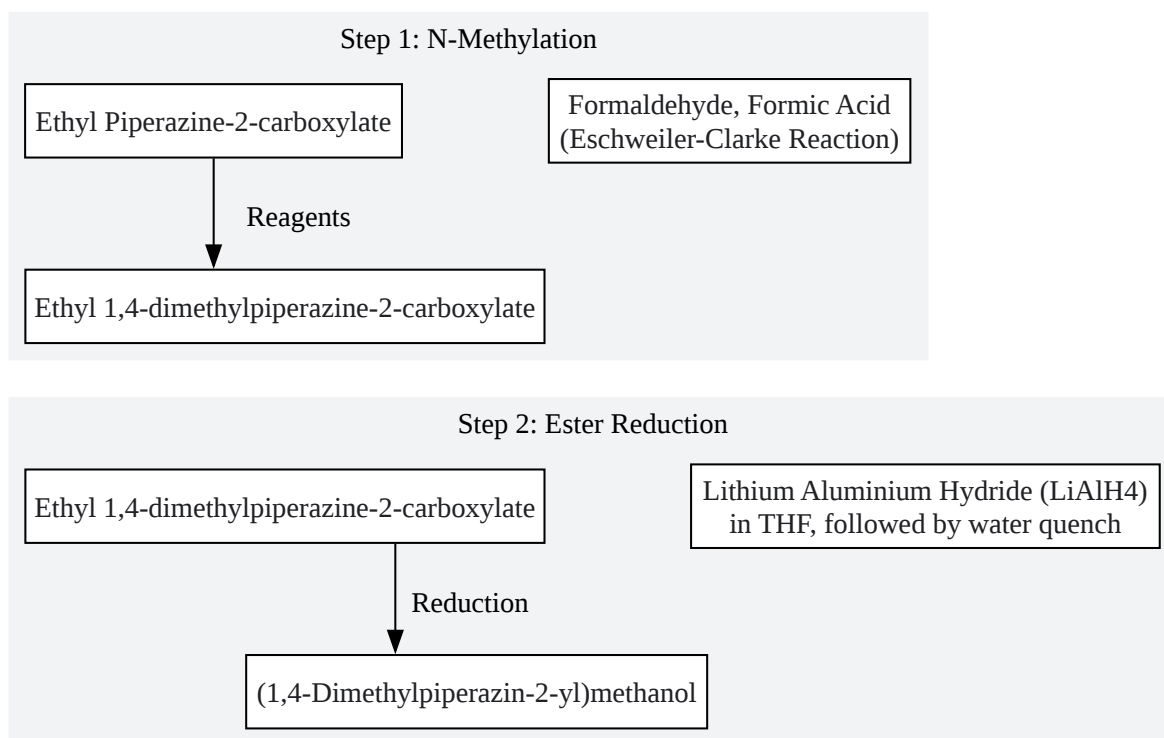 Step 1: N-Methylation
Ethyl Piperazine-2-carboxylate
Formaldehyde, Formic Acid
(Eschweiler-Clarke Reaction)
Reagents
Ethyl 1,4-dimethylpiperazine-2-carboxylate
Step 2: Ester Reduction
Ethyl 1,4-dimethylpiperazine-2-carboxylate
Lithium Aluminium Hydride (LiAlH4)
in THF, followed by water quench
Reduction
(1,4-Dimethylpiperazin-2-yl)methanol